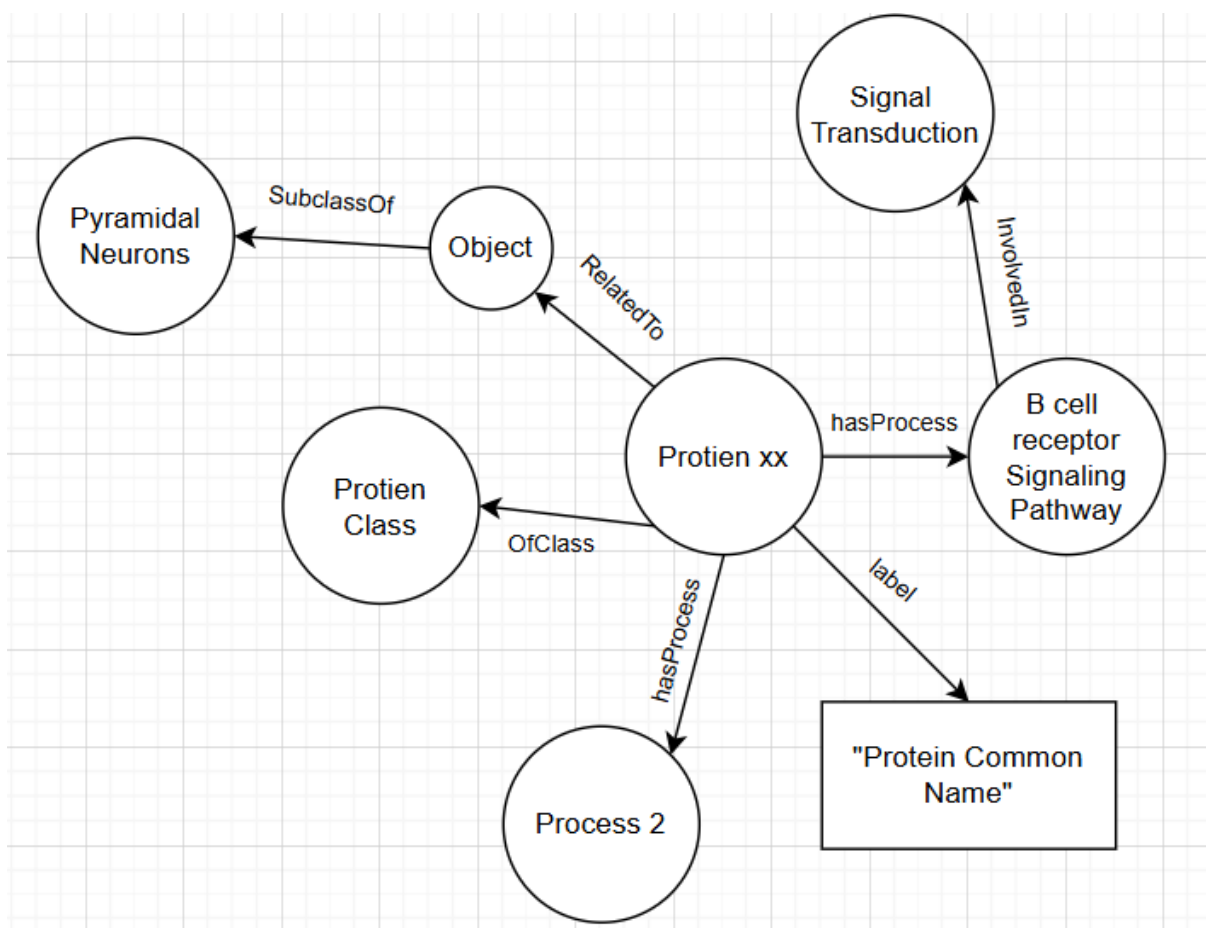 Signal
Transduction
Pyramidal
Neurons
SubclassOf
Object
RelatedTo
InvolvedIn
Protien xx
hasProcess
B cell
receptor
Signaling
Pathway
Protien
Class
OfClass
label
hasProcess
"Protein Common
Name"
Process 2